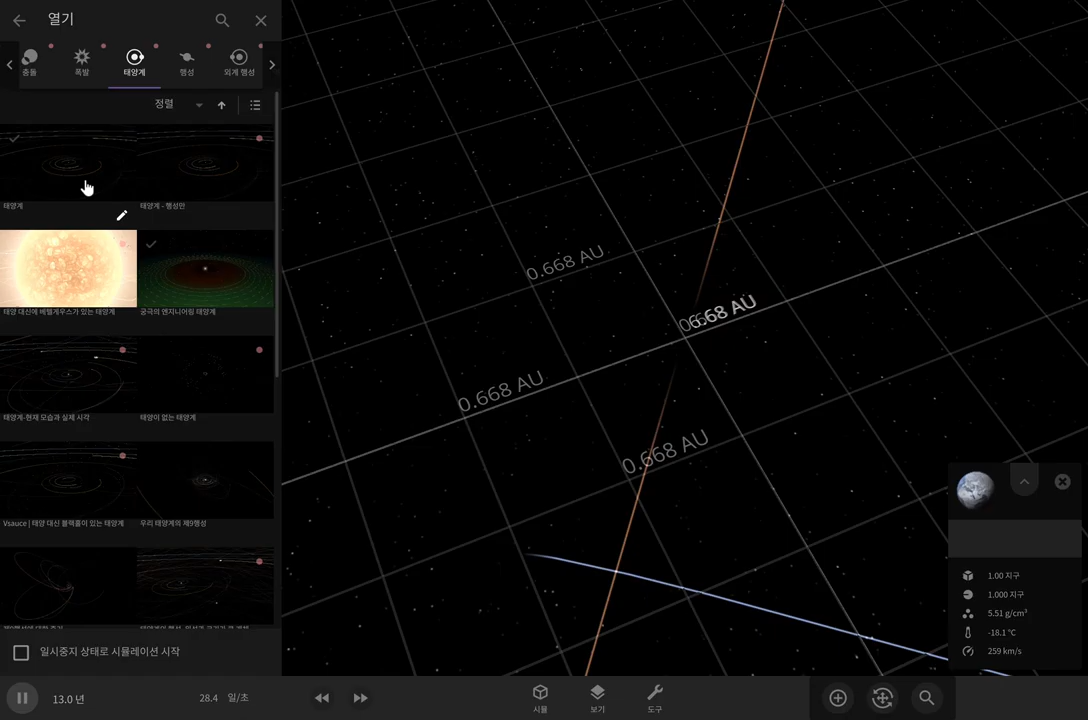 열기
충돌
폭발
태양계
행성
외계 행성
정렬
태양계
태양계 - 행성만
태양 대신에 베텔게우스가 있는 태양계
궁극의 엔지니어링 태양계
태양계-현재 모습과 실제 시각
태양이 없는 태양계
Vsauce | 태양 대신 블랙홀이 있는 태양계
우리 태양계의 제9행성
일시중지 상태로 시뮬레이션 시작
0.668 AU
0.668 AU
0.668 AU
0.668 AU
1.00 지구
1.000 지구
5.51 g/cm³
-18.1 °C
259 km/s
13.0 년
28.4 일/초
시뮬
보기
도구